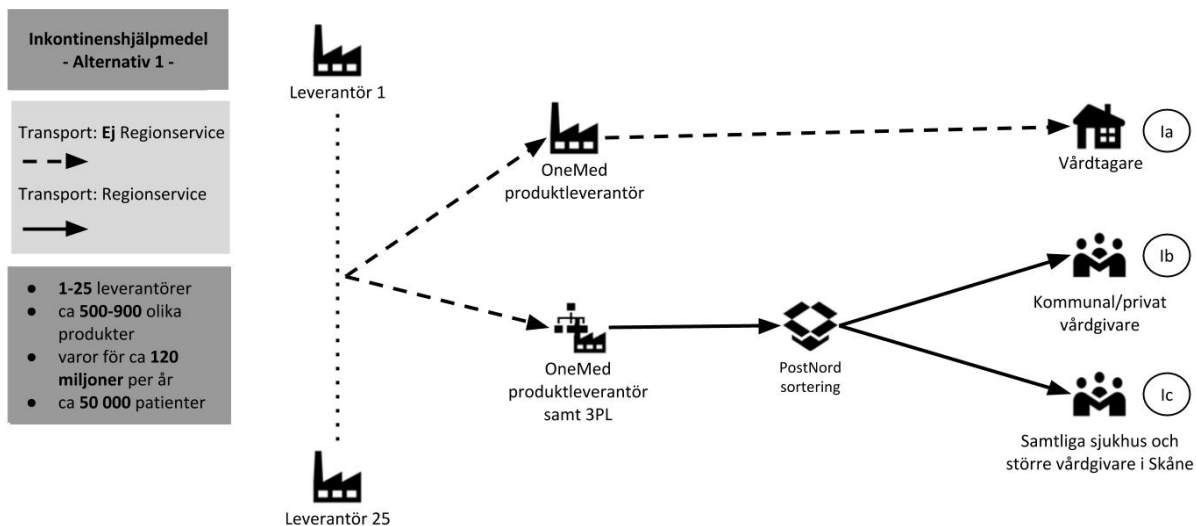 Inkontinenshjälpmedel
- Alternativ 1 -
Transport: Ej Regionservice
Transport: Regionservice
● 1-25 leverantörer
● ca 500-900 olika
produkter
● varor för ca 120
miljoner per år
● ca 50 000 patienter
Leverantör 1
Leverantör 25
OneMed
produktleverantör
Vårdtagare
Ia
OneMed
produktleverantör
samt 3PL
PostNord
sortering
Kommunal/privat
vårdgivare
Ib
Samtliga sjukhus och
större vårdgivare i Skåne
Ic